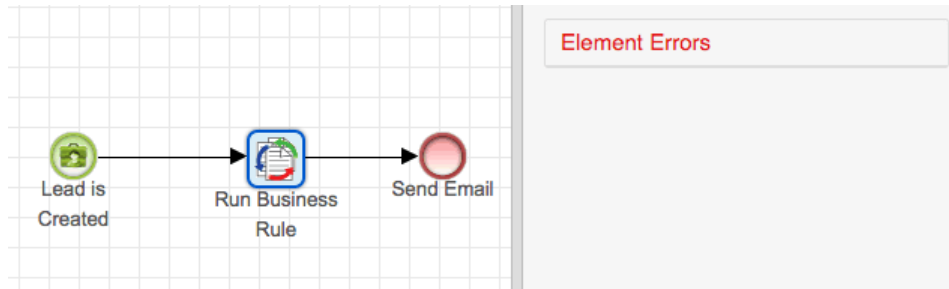 Element Errors
Lead is
Created
Run Business
Rule
Send Email